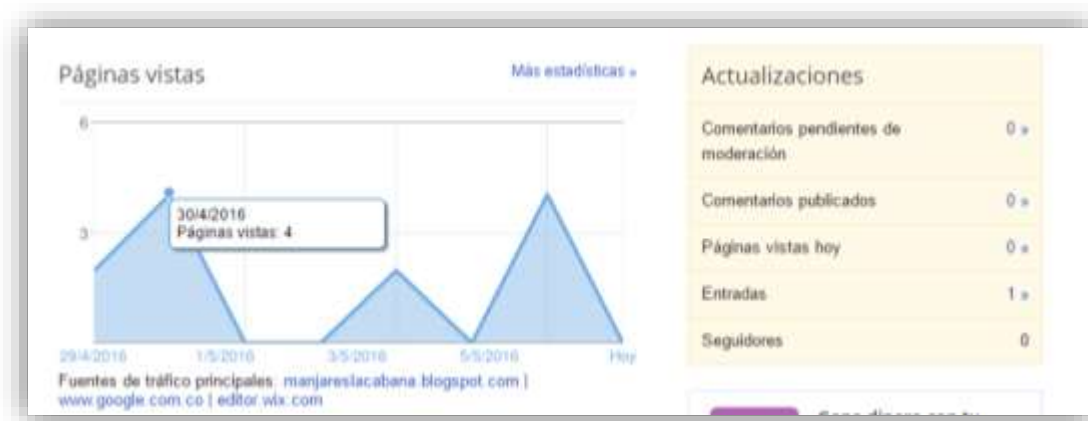 Páginas vistas
Más estadísticas »
6
3
30/4/2016
Páginas vistas: 4
29/4/2016
1/5/2016
3/5/2016
5/5/2016
Hoy
Fuentes de tráfico principales: manjareslacabana.blogspot.com |
www.google.com.co | editor.wix.com
Actualizaciones
Comentarios pendientes de
moderación
0 »
Comentarios publicados
0 »
Páginas vistas hoy
0 »
Entradas
1 »
Seguidores
0